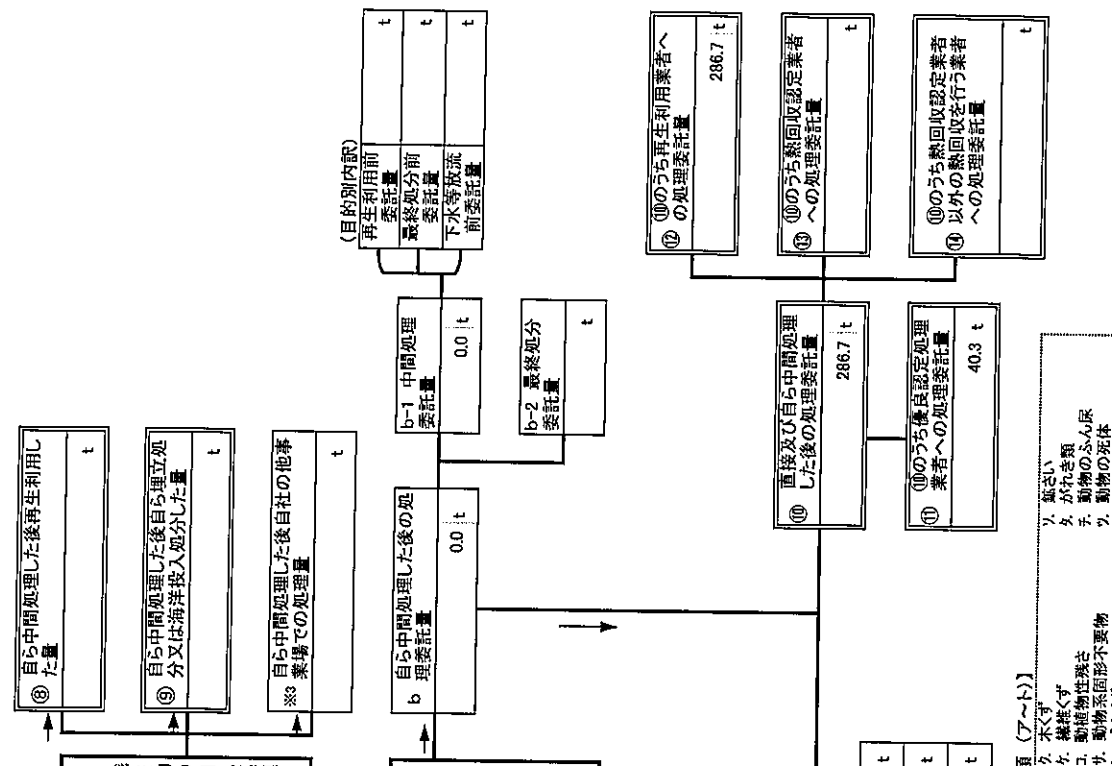 ⑧ 自ら中間処理した後再生利用し
た量
t
⑨ 自ら中間処理した後自ら埋立処
分又は海洋投入処分した量
t
※3 自ら中間処理した後自社の他事
業場での処理量
t
b 自ら中間処理した後の処
理委託量
0.0 t
b-1 中間処理
委託量
0.0 t
b-2 最終処分
委託量
t
(目的別内訳)
再生利用前
委託量
t
最終処分前
委託量
t
下水等放流
前委託量
t
⑩ 直接及び自ら中間処理
した後の処理委託量
286.7 t
⑪ ⑩のうち優良認定処理
業者への処理委託量
40.3 t
⑫ ⑩のうち再生利用業者へ
の処理委託量
286.7 t
⑬ ⑩のうち熱回収認定業者
への処理委託量
t
⑭ ⑩のうち熱回収認定業者
以外の熱回収を行う業者
への処理委託量
t
t
t
t
類 (ア~ト)】
ク. 木くず
ケ. 繊維くず
コ. 動植物性残さ
サ. 動物系固形不要物
ソ. 鉱さい
タ. がれき類
チ. 動物のふん尿
ツ. 動物の死体